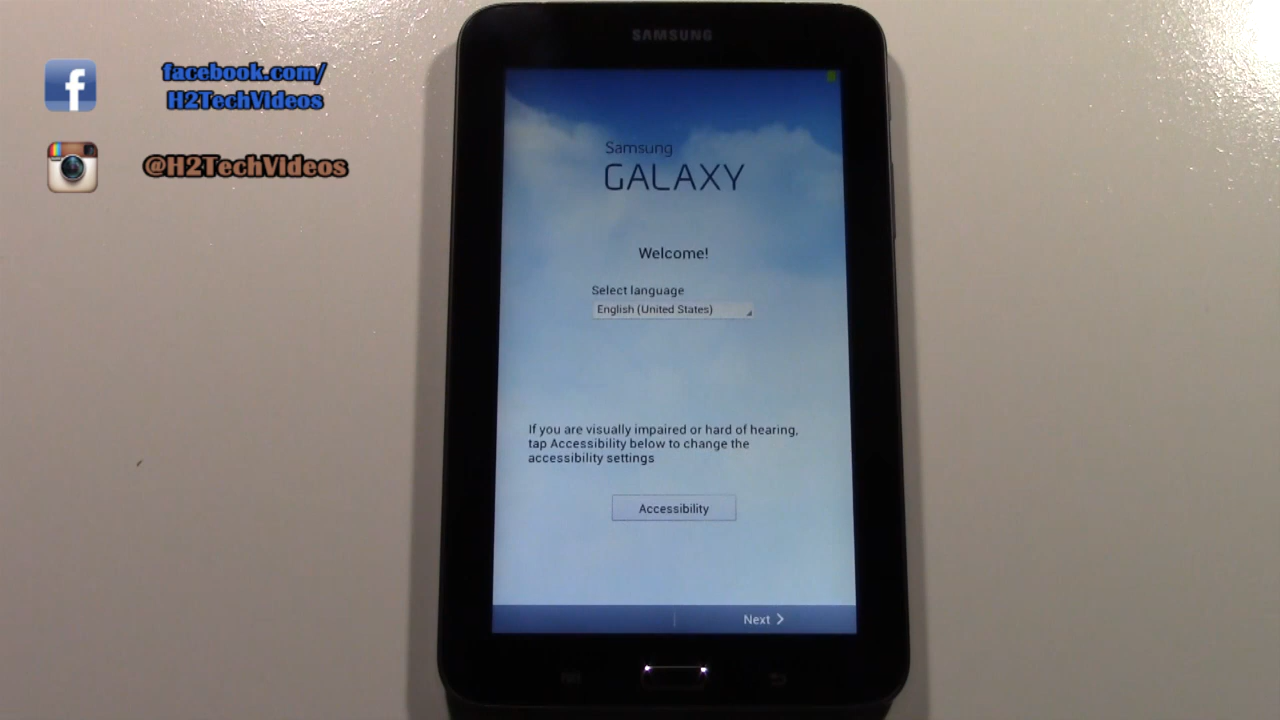 facebook.com/
H2TechVIdeos
@H2TechVIdeos
SAMSUNG
Samsung
GALAXY
Welcome!
Select language
English (United States)
If you are visually impaired or hard of hearing,
tap Accessibility below to change the
accessibility settings
Accessibility
Next